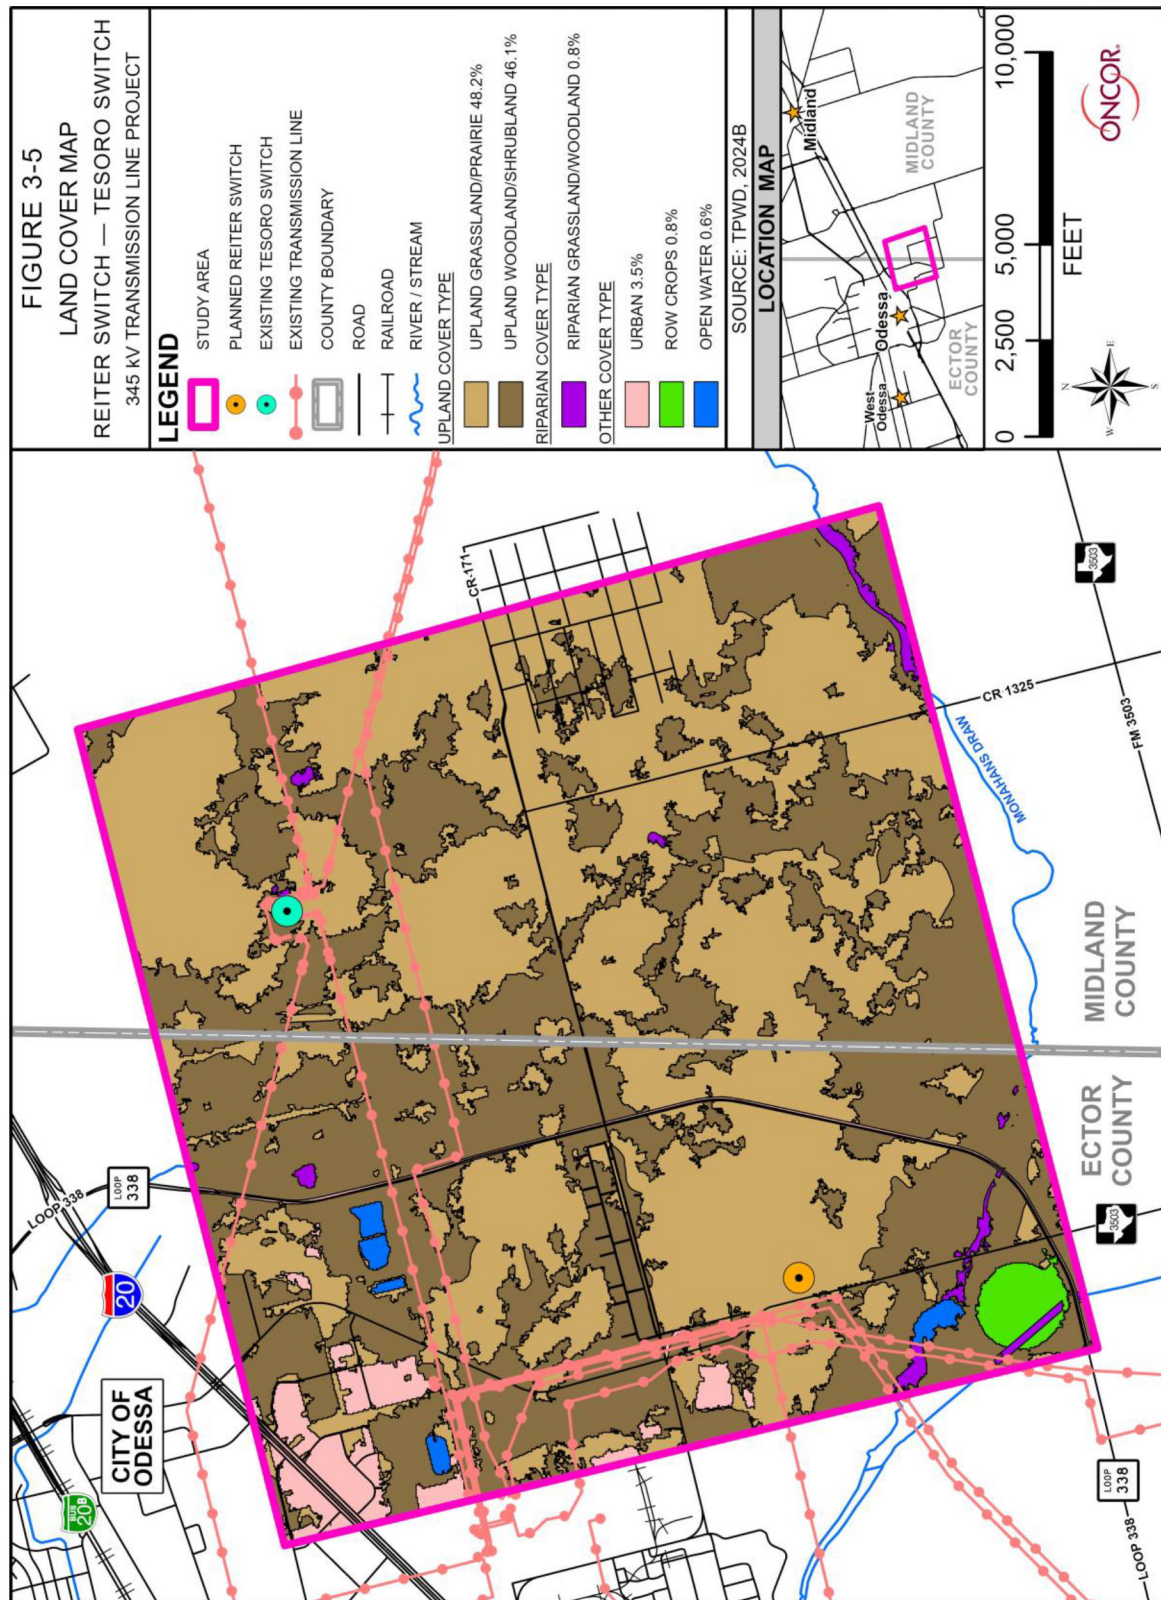 FIGURE 3-5
LAND COVER MAP
REITER SWITCH — TESORO SWITCH
345 kV TRANSMISSION LINE PROJECT
LEGEND
STUDY AREA
PLANNED REITER SWITCH
EXISTING TESORO SWITCH
EXISTING TRANSMISSION LINE
COUNTY BOUNDARY
ROAD
RAILROAD
RIVER / STREAM
UPLAND COVER TYPE
UPLAND GRASSLAND/PRAIRIE 48.2%
UPLAND WOODLAND/SHRUBLAND 46.1%
RIPARIAN COVER TYPE
RIPARIAN GRASSLAND/WOODLAND 0.8%
OTHER COVER TYPE
URBAN 3.5%
ROW CROPS 0.8%
OPEN WATER 0.6%
SOURCE: TPWD, 2024B
LOCATION MAP
Midland
MIDLAND
COUNTY
Odessa
West
Odessa
ECTOR
COUNTY
N
W
E
S
0
2,500
5,000
10,000
FEET
ONCOR®
BUS
20B
CITY OF
ODESSA
20
LOOP 338
LOOP
338
CR-171
CR 1325
MONAHANS DRAW
FM 3503
3503
MIDLAND
COUNTY
ECTOR
COUNTY
3503
LOOP
338
LOOP 338